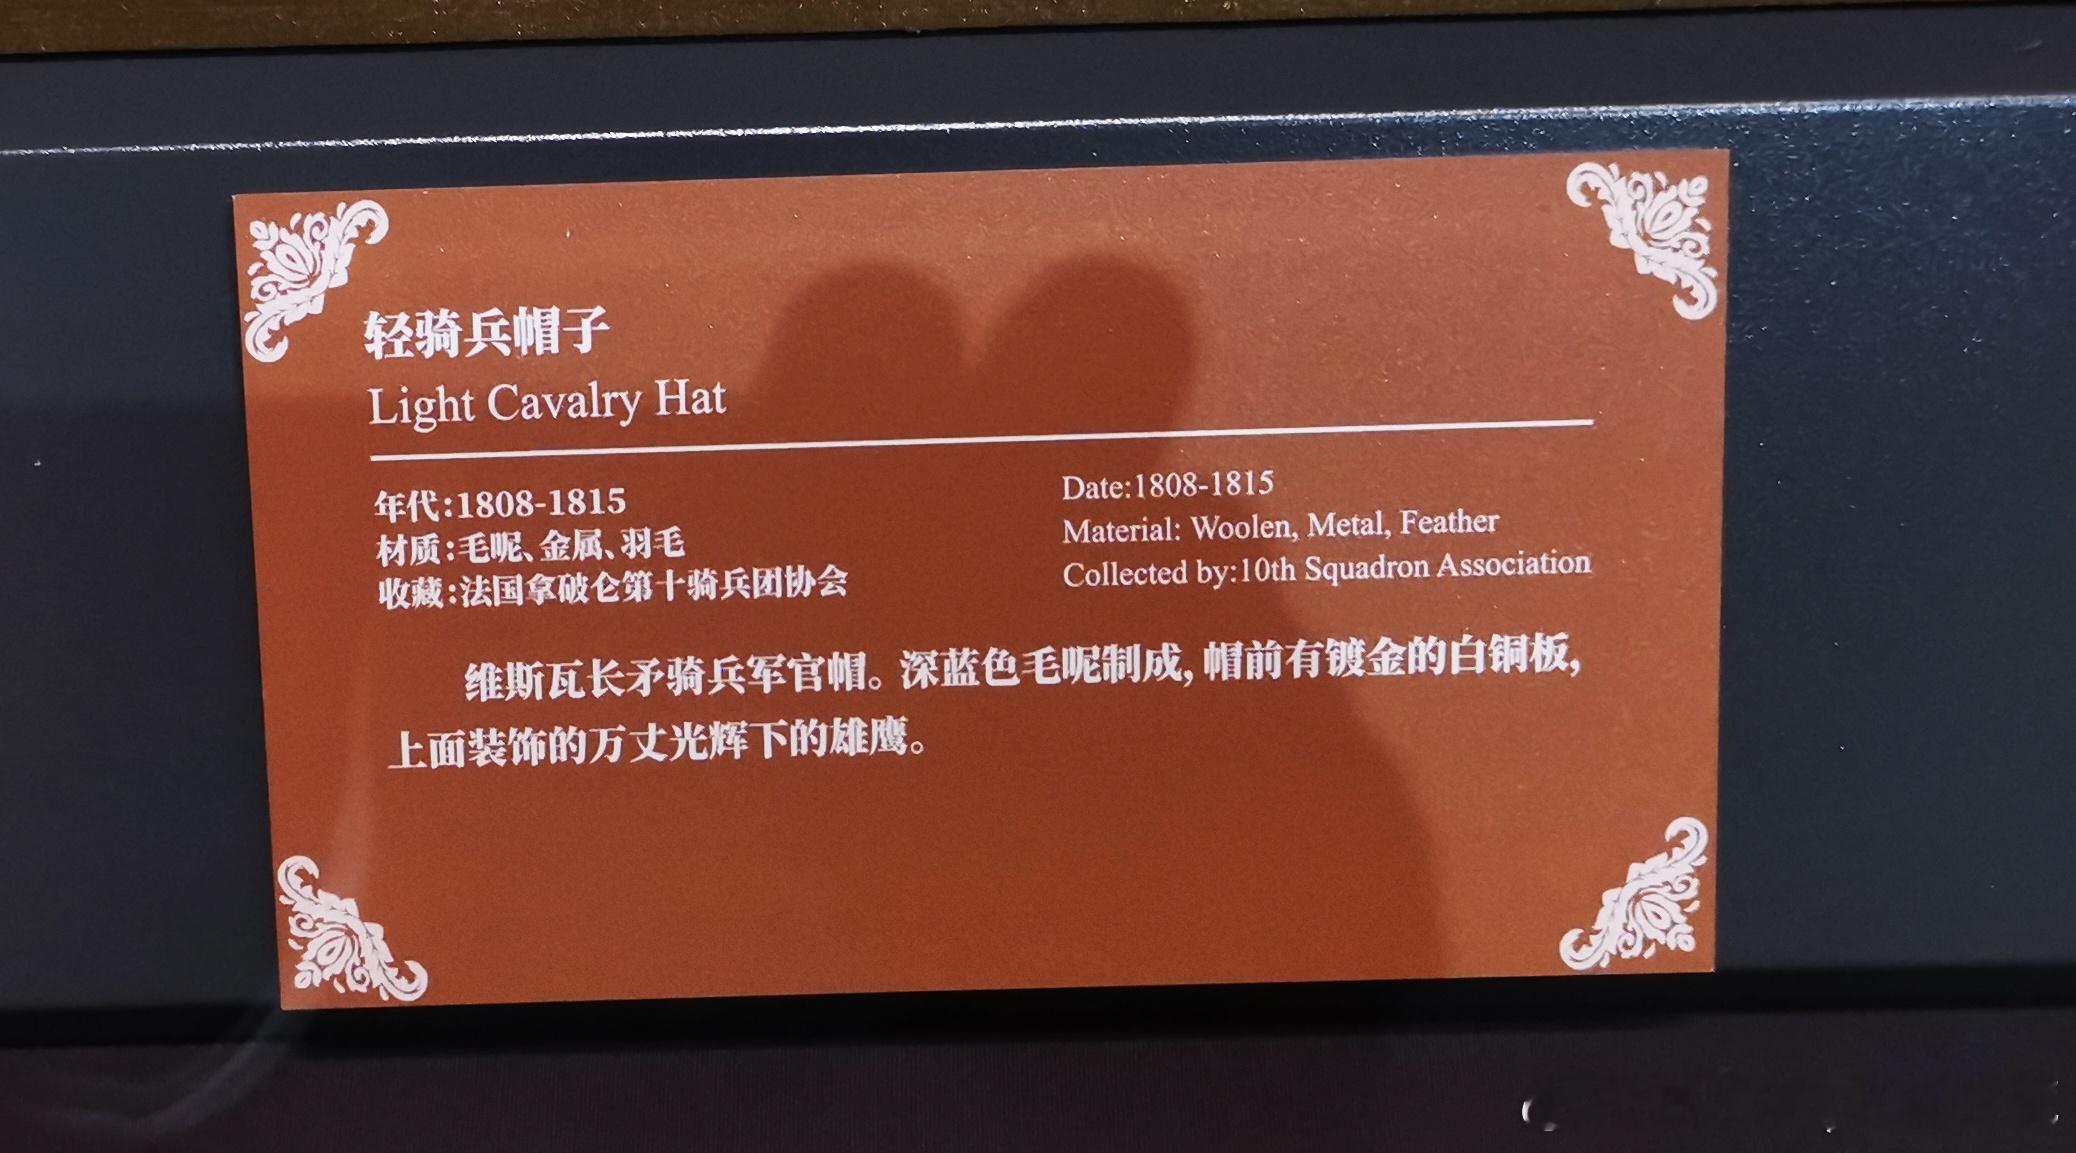 轻骑兵帽子
Light Cavalry Hat
年代:1808-1815
材质:毛呢、金属、羽毛
收藏:法国拿破仑第十骑兵团协会
Date:1808-1815
Material: Woolen, Metal, Feather
Collected by:10th Squadron Association
维斯瓦长矛骑兵军官帽。深蓝色毛呢制成,帽前有镀金的白铜板,
上面装饰的万丈光辉下的雄鹰。